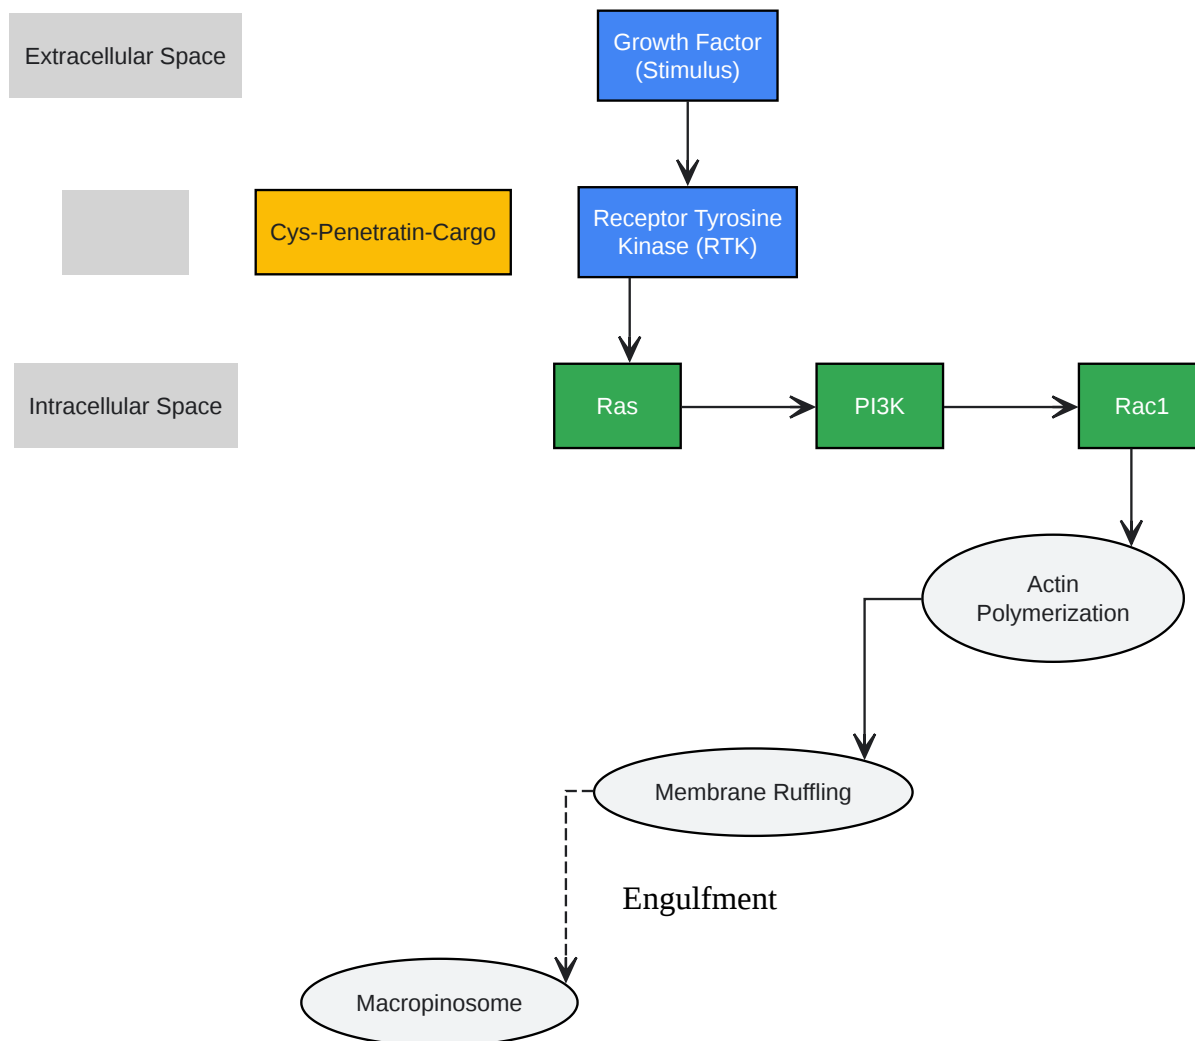 Extracellular Space
Growth Factor
(Stimulus)
Cys-Penetratin-Cargo
Receptor Tyrosine
Kinase (RTK)
Intracellular Space
Ras
PI3K
Rac1
Actin
Polymerization
Membrane Ruffling
Engulfment
Macropinosome